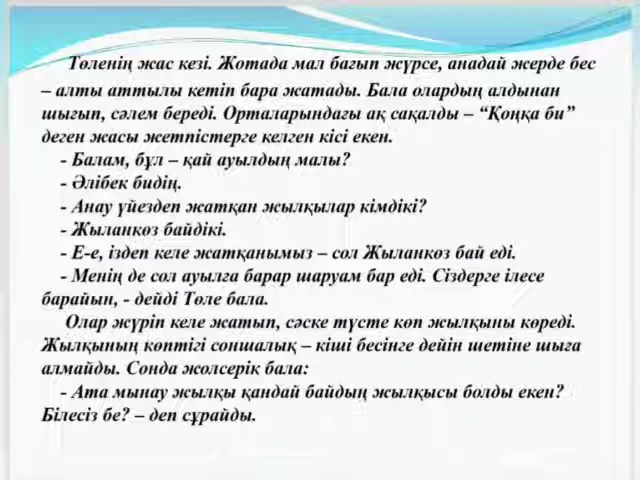 Төленің жас кезі. Жотада мал бағып жүрсе, анадай жерде бес
– алты аттылы кетіп бара жатады. Бала олардың алдынан
шығып, сәлем береді. Орталарындағы ақ сақалды – “Қоңқа би”
деген жасы жетпістерге келген кісі екен.
- Балам, бұл – қай ауылдың малы?
- Әлібек бидің.
- Анау үйездеп жатқан жылқылар кімдікі?
- Жыланкөз байдікі.
- Е-е, іздеп келе жатқанымыз – сол Жыланкөз бай еді.
- Менің де сол ауылға барар шаруам бар еді. Сіздерге ілесе
барайын, - дейді Төле бала.
Олар жүріп келе жатып, сәске түсте көп жылқыны көреді.
Жылқының көптігі соншалық – кіші бесінге дейін шетіне шыға
алмайды. Сонда жолсерік бала:
- Ата мынау жылқы қандай байдың жылқысы болды екен?
Білесіз бе? – деп сұрайды.